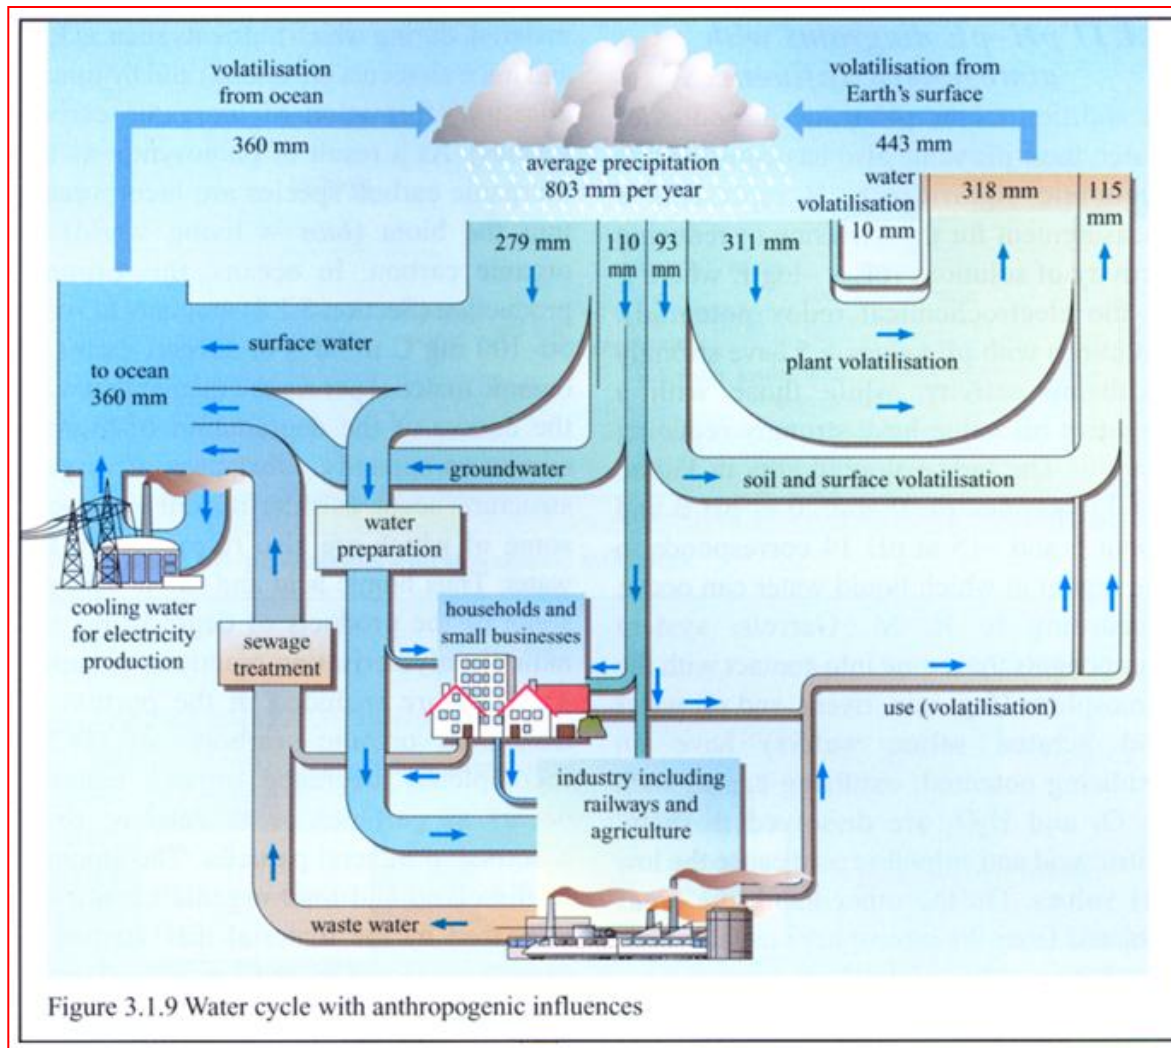 volatilisation
from ocean
360 mm
volatilisation from
Earth's surface
443 mm
average precipitation
803 mm per year
water
volatilisation
10 mm
318 mm
115
mm
279 mm
110
mm
93
mm
311 mm
surface water
to ocean
360 mm
plant volatilisation
groundwater
soil and surface volatilisation
water
preparation
cooling water
for electricity
production
sewage
treatment
households and
small businesses
use (volatilisation)
industry including
railways and
agriculture
waste water
Figure 3.1.9 Water cycle with anthropogenic influences